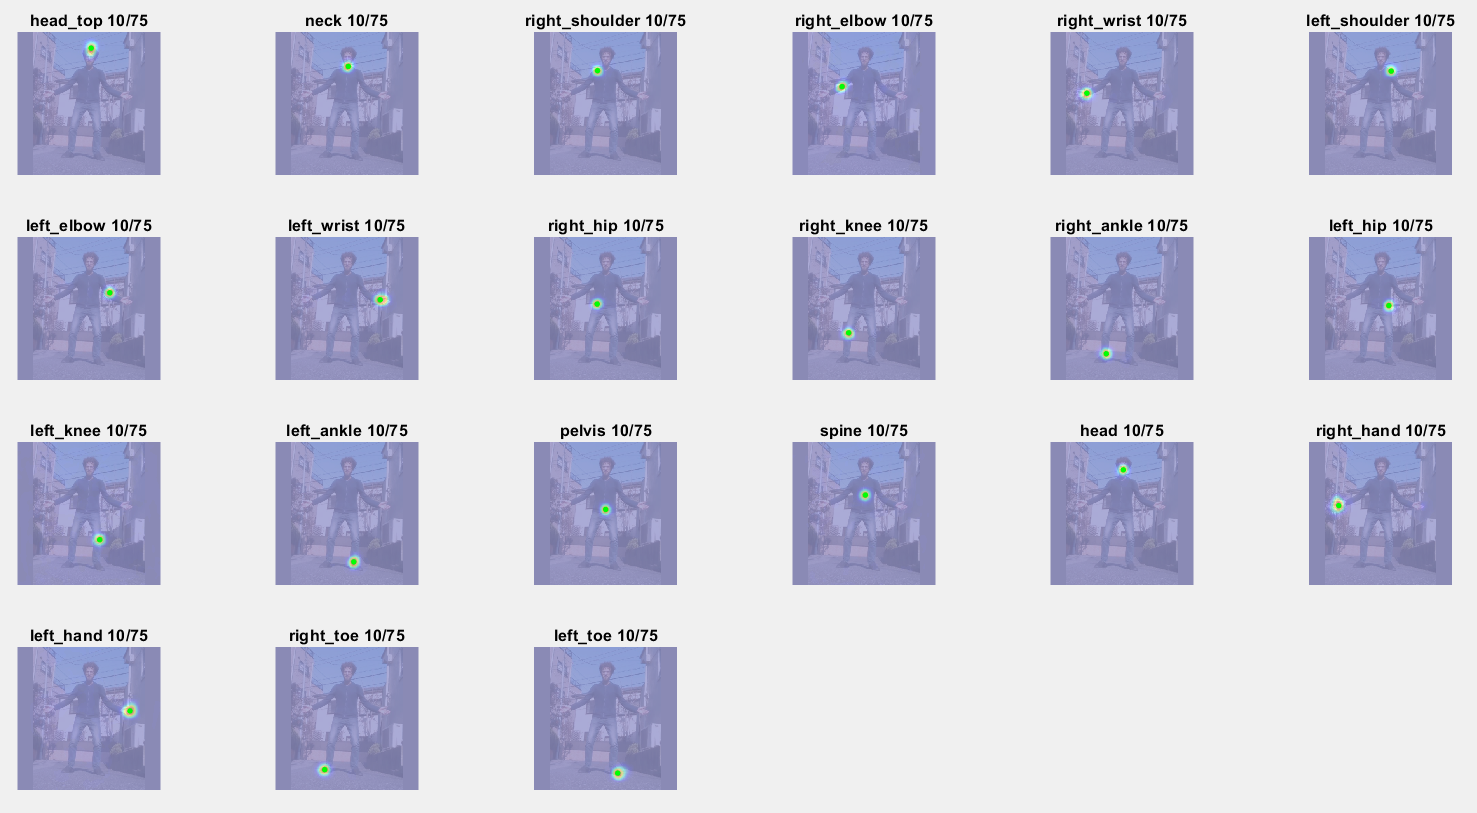 head_top 10/75
neck 10/75
right_shoulder 10/75
right_elbow 10/75
right_wrist 10/75
left_shoulder 10/75
left_elbow 10/75
left_wrist 10/75
right_hip 10/75
right_knee 10/75
right_ankle 10/75
left_hip 10/75
left_knee 10/75
left_ankle 10/75
pelvis 10/75
spine 10/75
head 10/75
right_hand 10/75
left_hand 10/75
right_toe 10/75
left_toe 10/75